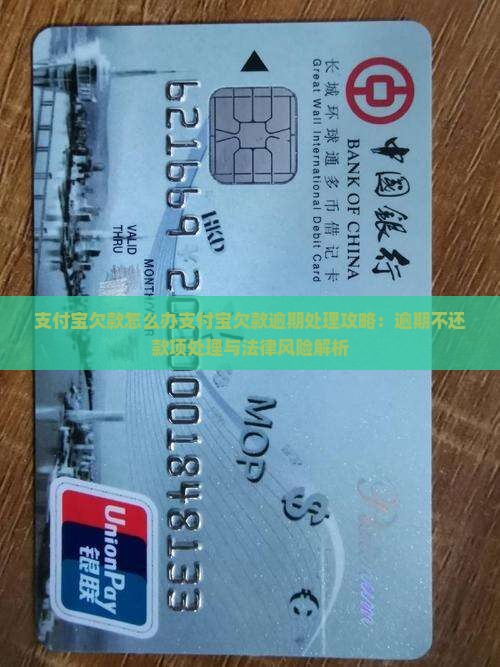 中国银行
BANK OF CHINA
长城环球通多币借记卡
Great Wall International Debit Card
621669
HKD
VALID
THRU
支付宝欠款怎么办支付宝欠款逾期处理攻略：逾期不还
款项处理与法律风险解析
MOP
$
€
UnionPay
银联